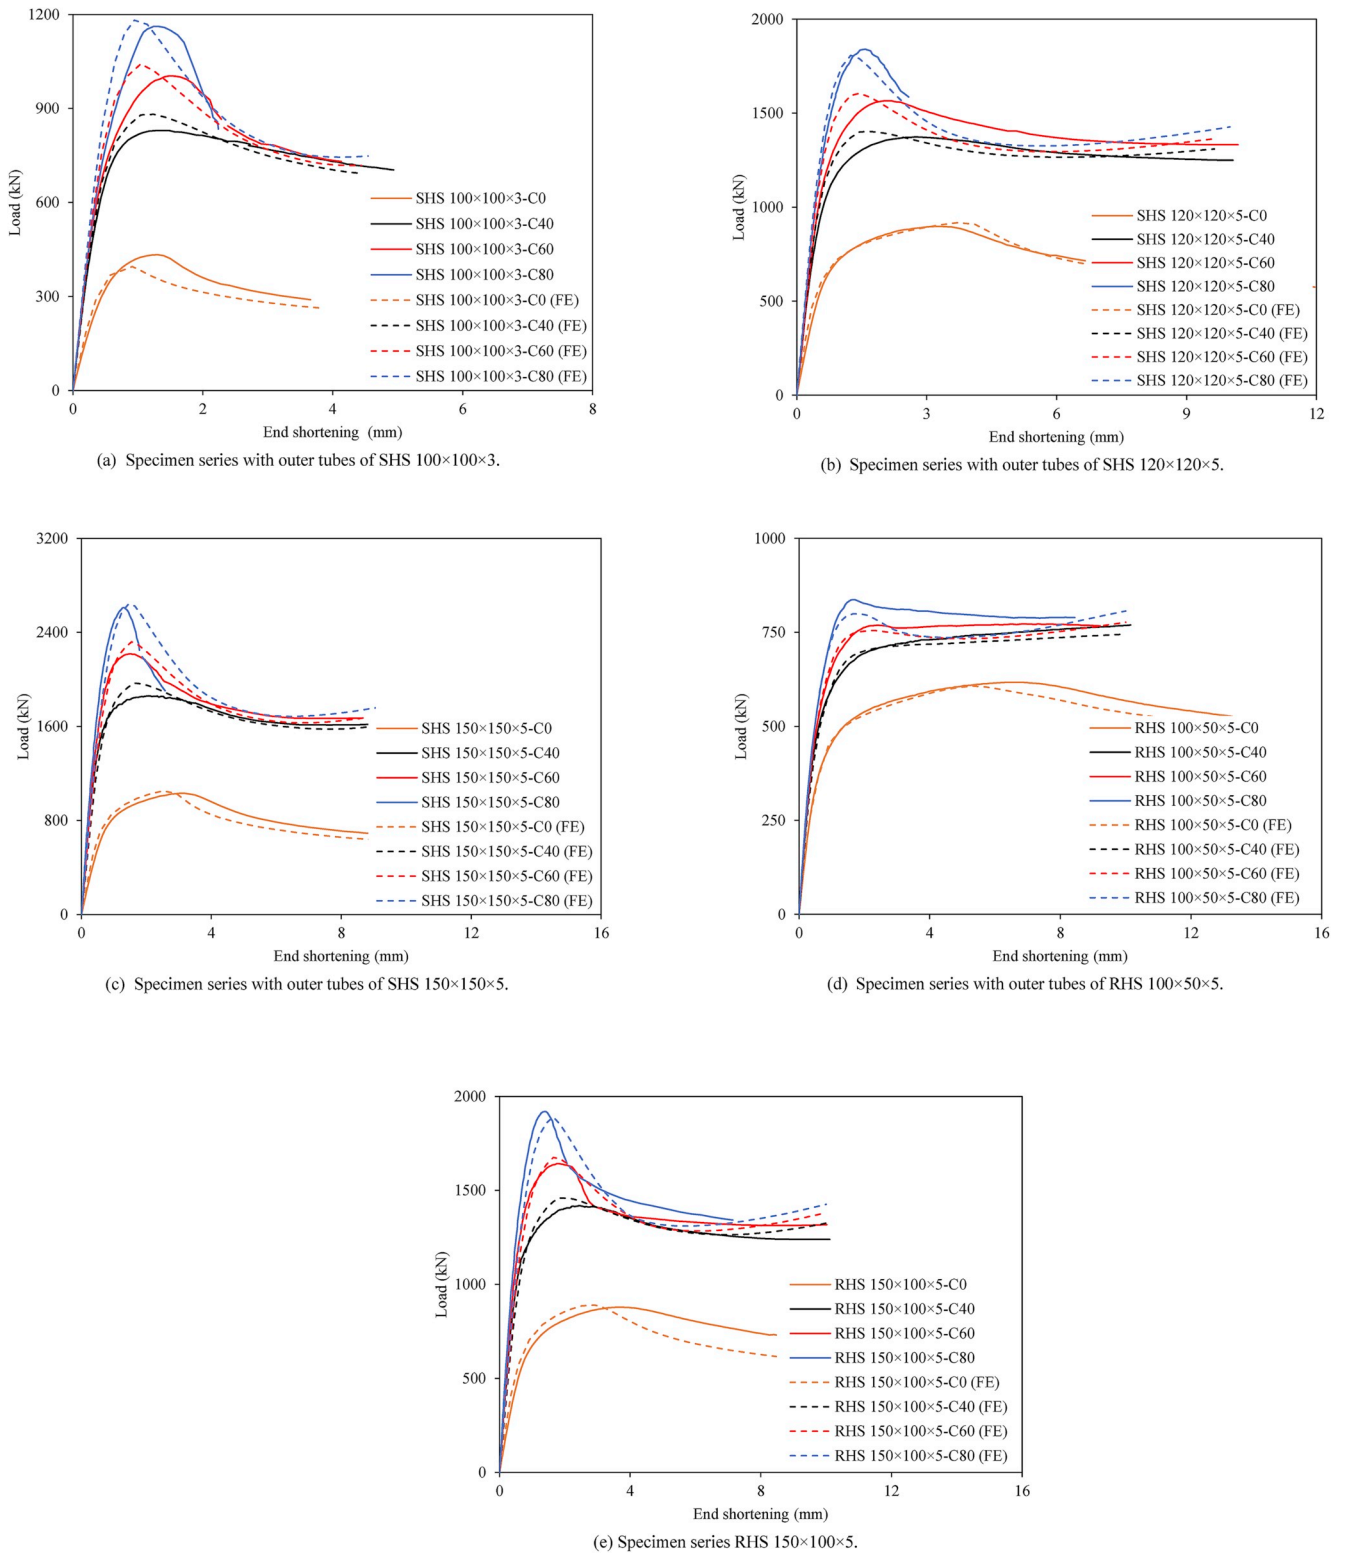 1200
900
600
300
0
Load (kN)
0 2 4 6 8
End shortening (mm)
SHS 100×100×3-C0
SHS 100×100×3-C40
SHS 100×100×3-C60
SHS 100×100×3-C80
SHS 100×100×3-C0 (FE)
SHS 100×100×3-C40 (FE)
SHS 100×100×3-C60 (FE)
SHS 100×100×3-C80 (FE)
(a) Specimen series with outer tubes of SHS 100×100×3.
2000
1500
1000
500
0
Load (kN)
0 3 6 9 12
End shortening (mm)
SHS 120×120×5-C0
SHS 120×120×5-C40
SHS 120×120×5-C60
SHS 120×120×5-C80
SHS 120×120×5-C0 (FE)
SHS 120×120×5-C40 (FE)
SHS 120×120×5-C60 (FE)
SHS 120×120×5-C80 (FE)
(b) Specimen series with outer tubes of SHS 120×120×5.
3200
2400
1600
800
0
Load (kN)
0 4 8 12 16
End shortening (mm)
SHS 150×150×5-C0
SHS 150×150×5-C40
SHS 150×150×5-C60
SHS 150×150×5-C80
SHS 150×150×5-C0 (FE)
SHS 150×150×5-C40 (FE)
SHS 150×150×5-C60 (FE)
SHS 150×150×5-C80 (FE)
(c) Specimen series with outer tubes of SHS 150×150×5.
1000
750
500
250
0
Load (kN)
0 4 8 12 16
End shortening (mm)
RHS 100×50×5-C0
RHS 100×50×5-C40
RHS 100×50×5-C60
RHS 100×50×5-C80
RHS 100×50×5-C0 (FE)
RHS 100×50×5-C40 (FE)
RHS 100×50×5-C60 (FE)
RHS 100×50×5-C80 (FE)
(d) Specimen series with outer tubes of RHS 100×50×5.
2000
1500
1000
500
0
Load (kN)
0 4 8 12 16
End shortening (mm)
RHS 150×100×5-C0
RHS 150×100×5-C40
RHS 150×100×5-C60
RHS 150×100×5-C80
RHS 150×100×5-C0 (FE)
RHS 150×100×5-C40 (FE)
RHS 150×100×5-C60 (FE)
RHS 150×100×5-C80 (FE)
(e) Specimen series RHS 150×100×5.